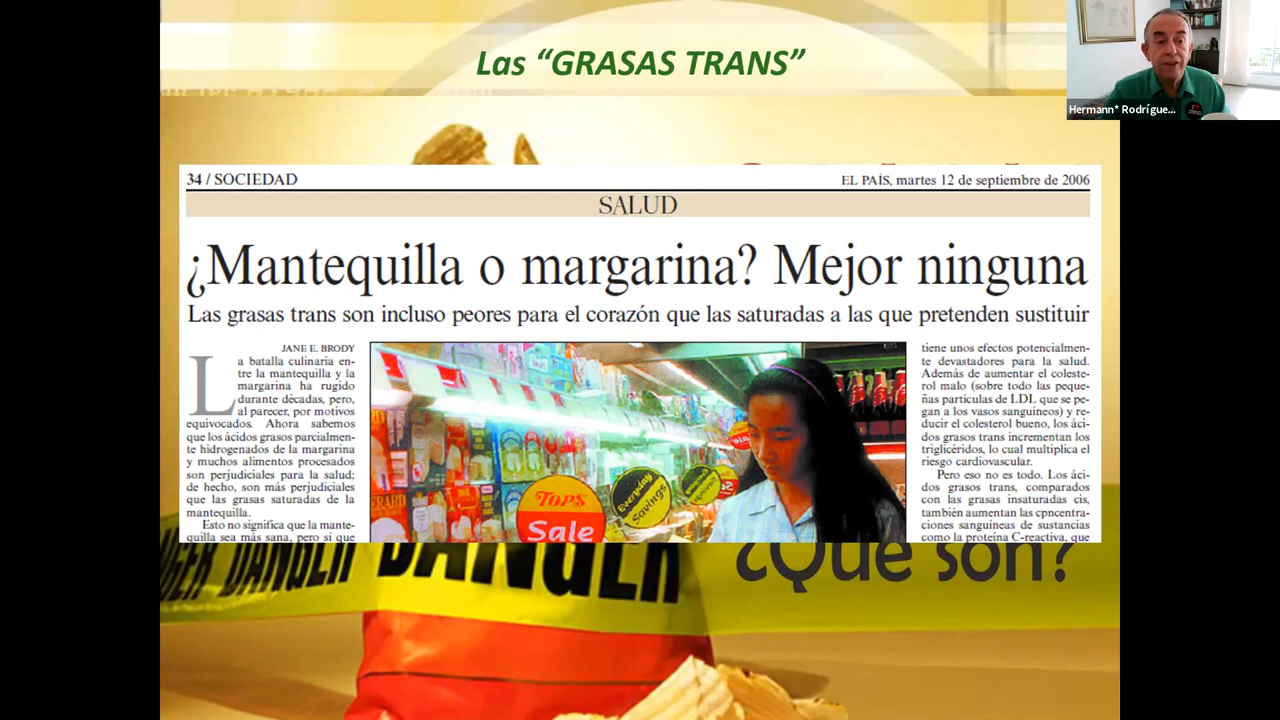 Las “GRASAS TRANS”
Hermann* Rodrígue...
34 / SOCIEDAD
EL PAÍS, martes 12 de septiembre de 2006
SALUD
¿Mantequilla o margarina? Mejor ninguna
Las grasas trans son incluso peores para el corazón que las saturadas a las que pretenden sustituir
JANE E. BRODY
La batalla culinaria en-
tre la mantequilla y la
margarina ha rugido
durante décadas, pero,
al parecer, por motivos
equivocados. Ahora sabemos
que los ácidos grasos parcialmen-
te hidrogenados de la margarina
y muchos alimentos procesados
son perjudiciales para la salud;
de hecho, son más perjudiciales
que las grasas saturadas de la
mantequilla.
Esto no significa que la mante-
quilla sea más sana, pero sí que
TOPS
Sale
Everyday
Savings
tiene unos efectos potencialmen-
te devastadores para la salud.
Además de aumentar el coleste-
rol malo (sobre todo las peque-
ñas partículas de LDL que se pe-
gan a los vasos sanguíneos) y re-
ducir el colesterol bueno, los áci-
dos grasos trans incrementan los
triglicéridos, lo cual multiplica el
riesgo cardiovascular.
Pero eso no es todo. Los áci-
dos grasos trans, comparados
con las grasas insaturadas cis,
también aumentan las cpncentra-
ciones sanguineas de sustancias
como la proteína C-reactiva, que
DANGER DANGER
¿Qué son?